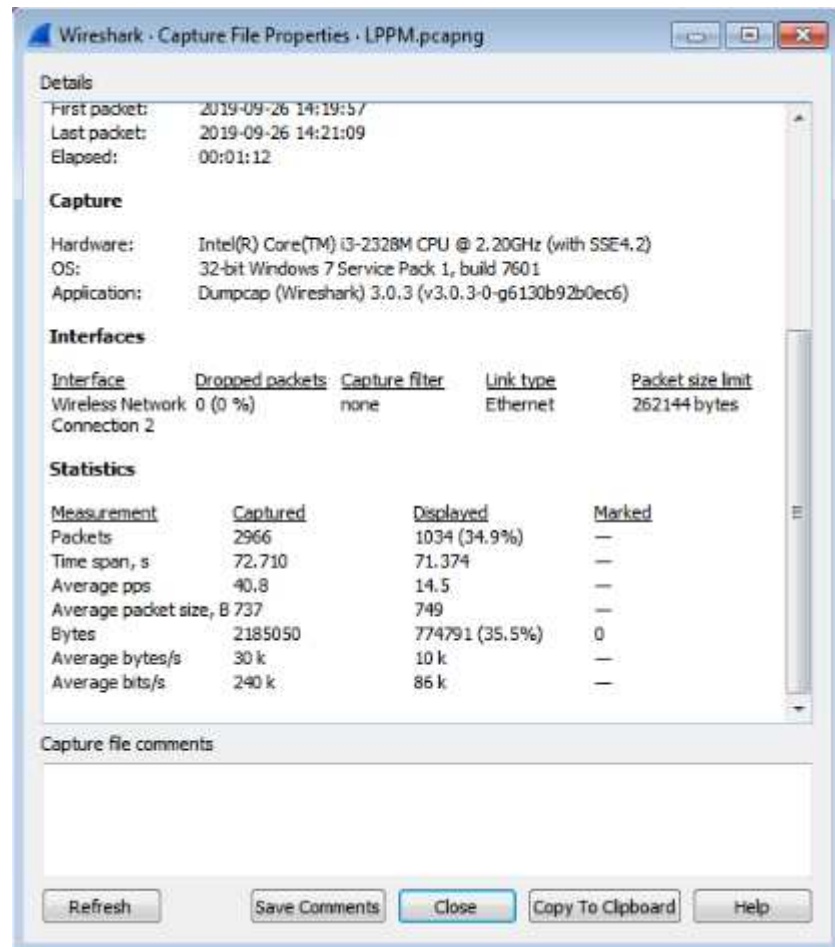 Wireshark · Capture File Properties · LPPM.pcapng
Details
First packet: 2019-09-26 14:19:57
Last packet: 2019-09-26 14:21:09
Elapsed: 00:01:12
Capture
Hardware: Intel(R) Core(TM) i3-2328M CPU @ 2.20GHz (with SSE4.2)
OS: 32-bit Windows 7 Service Pack 1, build 7601
Application: Dumpcap (Wireshark) 3.0.3 (v3.0.3-0-g6130b92b0ec6)
Interfaces
Interface Dropped packets Capture filter Link type Packet size limit
Wireless Network 0 (0 %) none Ethernet 262144 bytes
Connection 2
Statistics
Measurement Captured Displayed Marked
Packets 2966 1034 (34.9%) —
Time span, s 72.710 71.374 —
Average pps 40.8 14.5 —
Average packet size, B 737 749 —
Bytes 2185050 774791 (35.5%) 0
Average bytes/s 30 k 10 k —
Average bits/s 240 k 86 k —
Capture file comments
Refresh Save Comments Close Copy To Clipboard Help